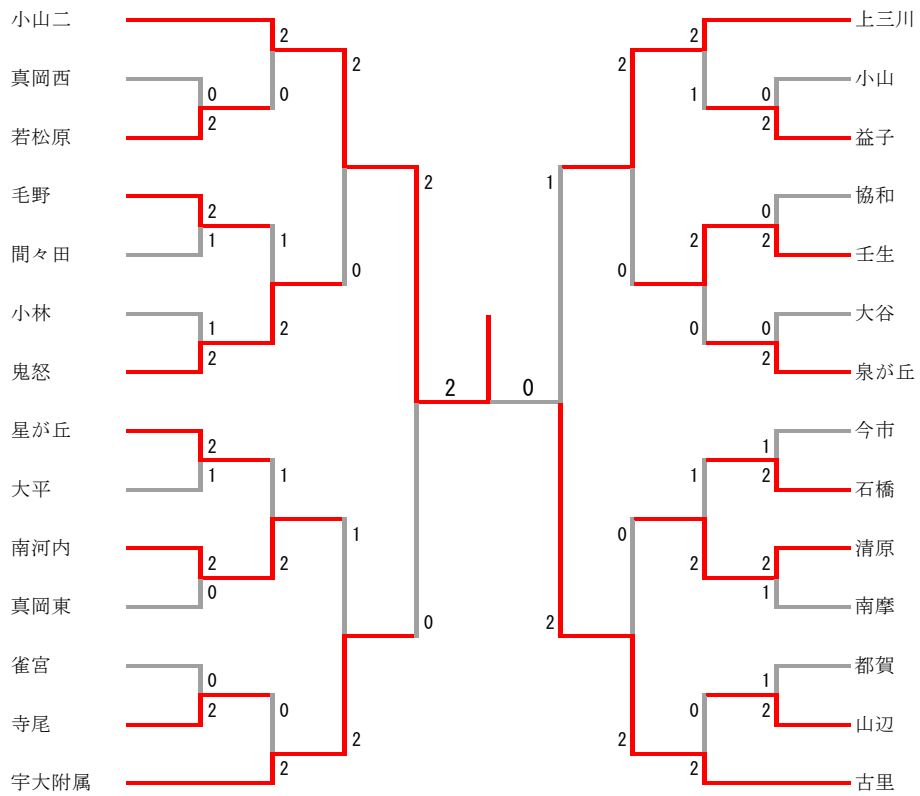 小山二
真岡西
若松原
毛野
間々田
小林
鬼怒
星が丘
大平
南河内
真岡東
雀宮
寺尾
宇大附属
2
0
0
2
2
1
1
2
1
2
2
0
2
1
1
2
2
0
0
2
0
2
1
2
2
0
2
0
1
2
2
0
2
1
0
2
2
0
0
2
0
2
1
2
1
2
2
1
0
2
1
2
0
2
上三川
小山
益子
協和
壬生
大谷
泉が丘
今市
石橋
清原
南摩
都賀
山辺
古里